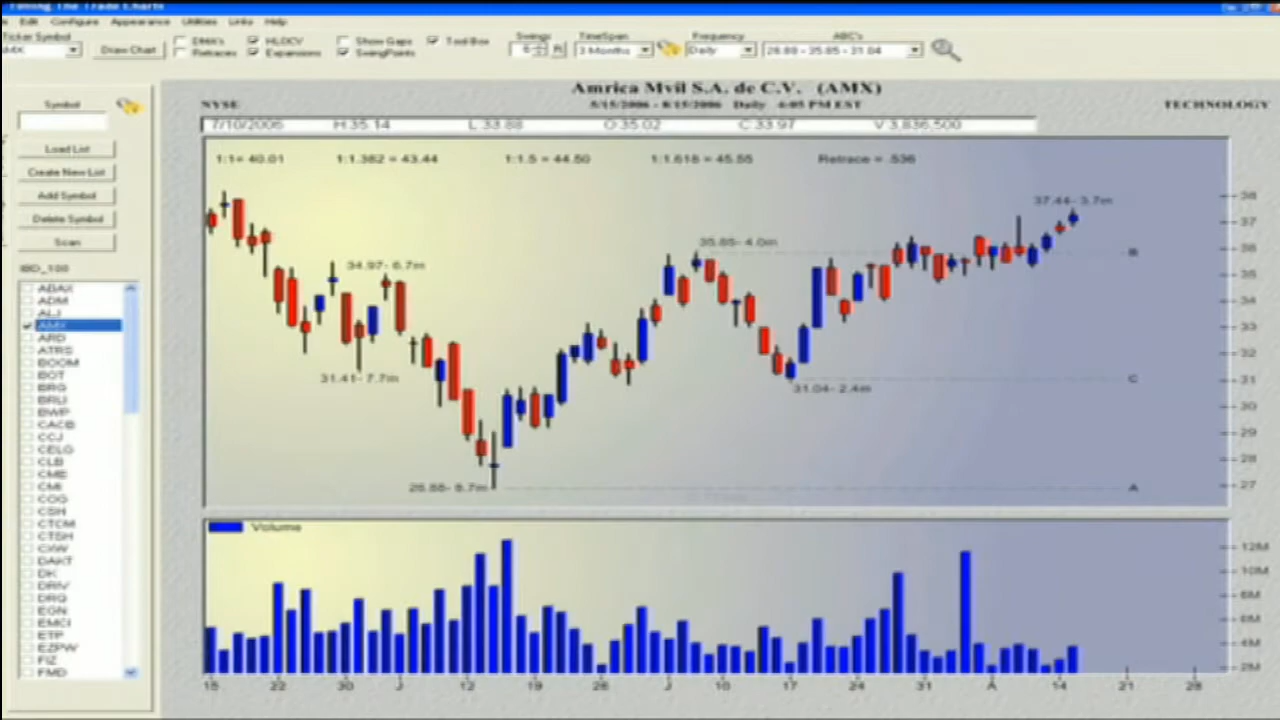 Timing The Trade Charts
Edit Configure Appearance Utilities Links Help
Ticker Symbol
AMX
Draw Chart
DMA's
Retraces
HLOCV
Expansions
Show Gaps
SwingPoints
Tool Box
Swings
6
TimeSpan
3 Months
Frequency
Daily
ABC's
26.88 - 35.85 - 31.04
Symbol
Load List
Create New List
Add Symbol
Delete Symbol
Scan
IBD_100
ABAX
ADM
ALJ
AMX
ARD
ATRS
BOOM
BOT
BRG
BRLI
BWP
CACB
CCJ
CELG
CLB
CME
CMI
COG
CSH
CTCM
CTSH
CXW
DAKT
DK
DRIV
DRQ
EGN
EMCI
ETP
EZPW
FIZ
FMD
Amrica Mvil S.A. de C.V. (AMX)
NYSE
5/15/2006 - 8/15/2006 Daily 4:05 PM EST
TECHNOLOGY
7/10/2006 H:35.14 L:33.88 O:35.02 C:33.97 V:3,836,500
1:1= 40.01 1:1.382 = 43.44 1:1.5 = 44.50 1:1.618 = 45.55 Retrace = .536
37.44- 3.7m
35.85- 4.0m
34.97- 6.7m
31.41- 7.7m
31.04- 2.4m
26.88- 8.7m
B
C
A
38
37
36
35
34
33
32
31
30
29
28
27
Volume
12M
10M
8M
6M
4M
2M
15 22 30 J 12 19 26 J 10 17 24 31 A 14 21 28